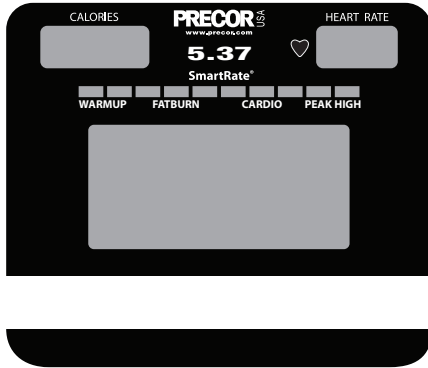 CALORIES
PRECOR USA
HEART RATE
www.precor.com
5.37
SmartRate®
WARMUP FATBURN CARDIO PEAK HIGH